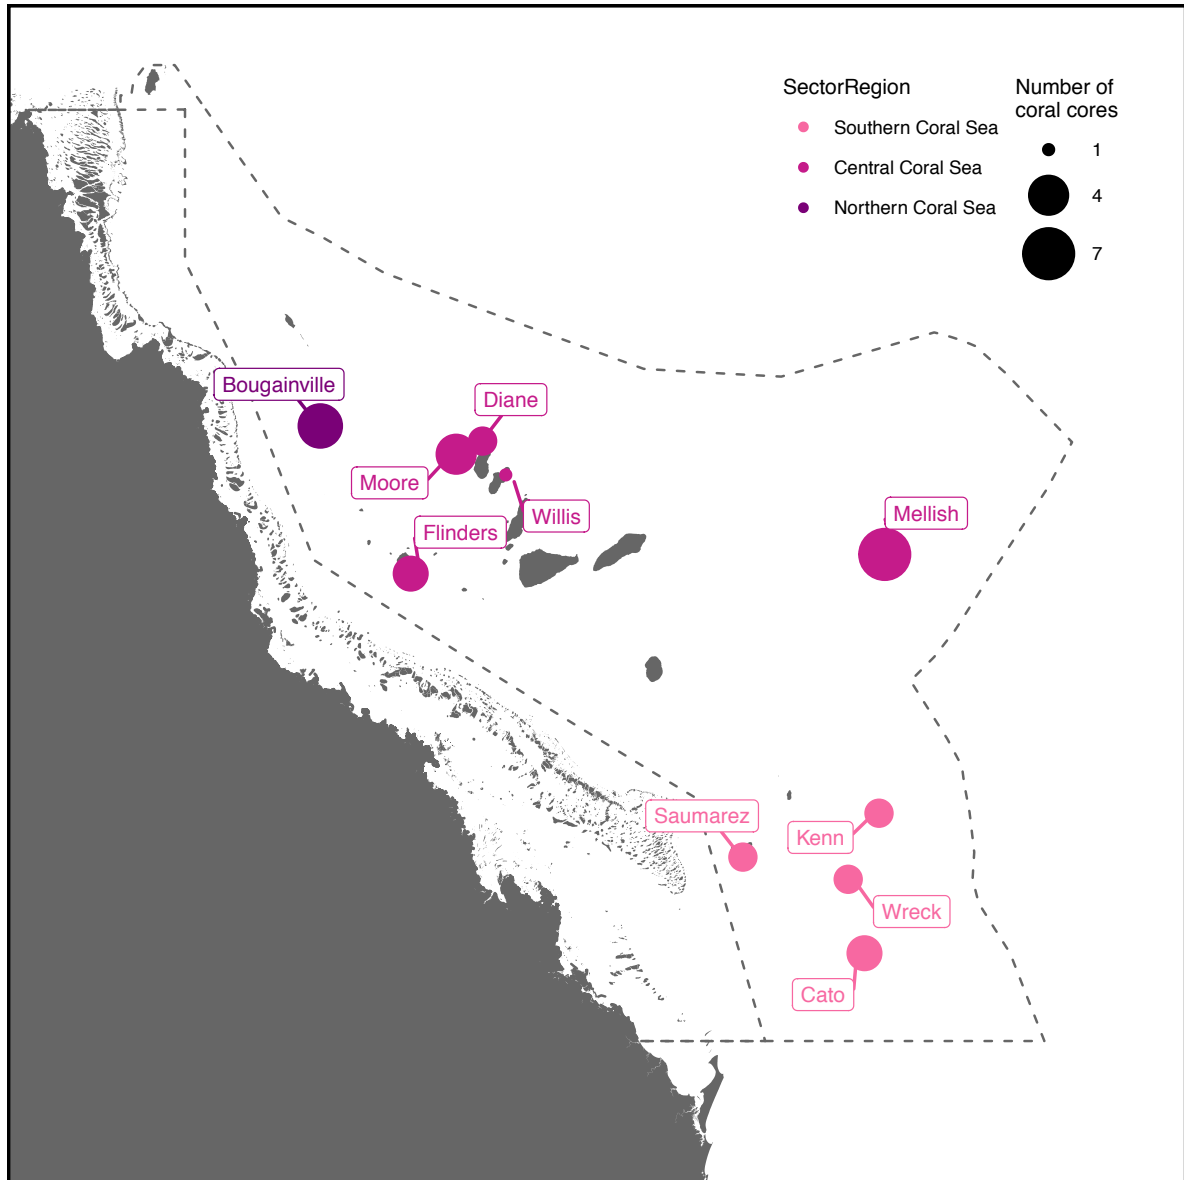 SectorRegion
Southern Coral Sea
Central Coral Sea
Northern Coral Sea
Number of
coral cores
1
4
7
Bougainville
Diane
Moore
Willis
Flinders
Mellish
Saumarez
Kenn
Wreck
Cato